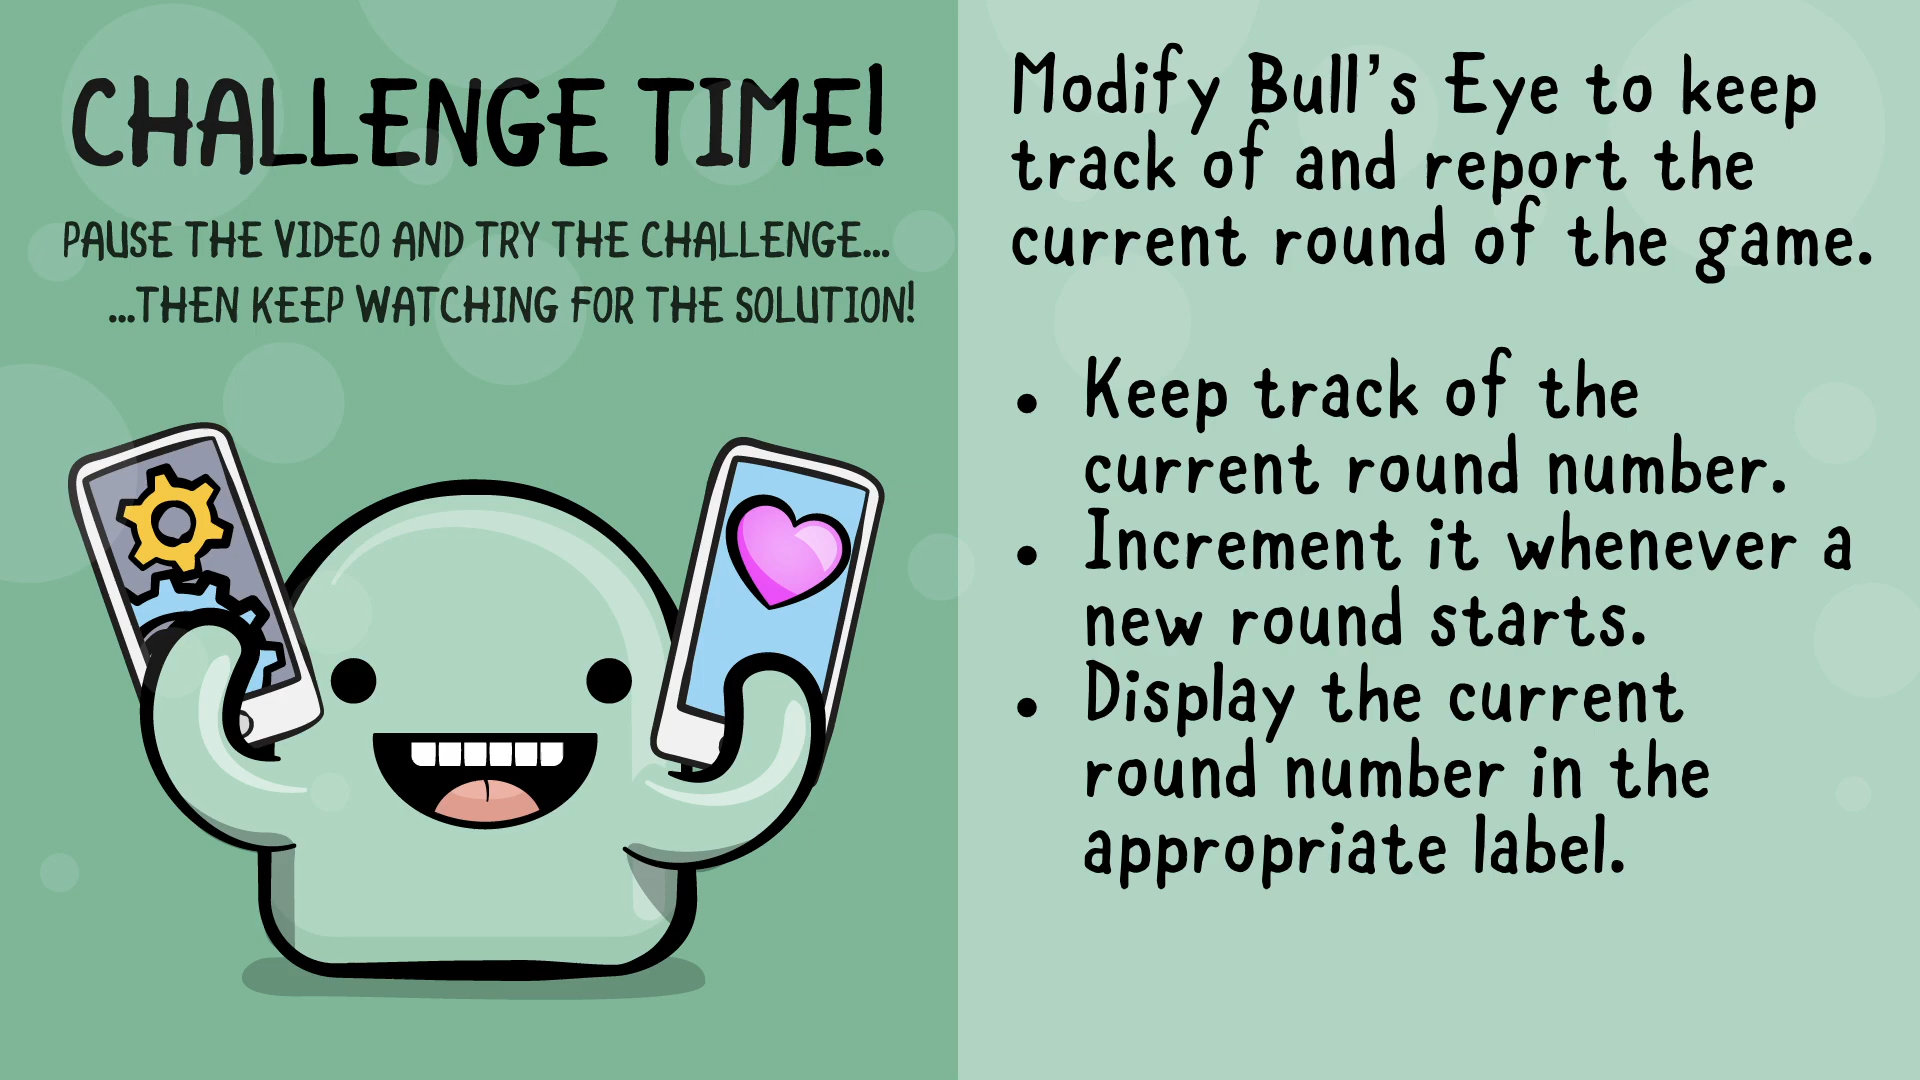 CHALLENGE TIME!
PAUSE THE VIDEO AND TRY THE CHALLENGE...
...THEN KEEP WATCHING FOR THE SOLUTION!
Modify Bull's Eye to keep
track of and report the
current round of the game.
• Keep track of the
current round number.
• Increment it whenever a
new round starts.
• Display the current
round number in the
appropriate label.